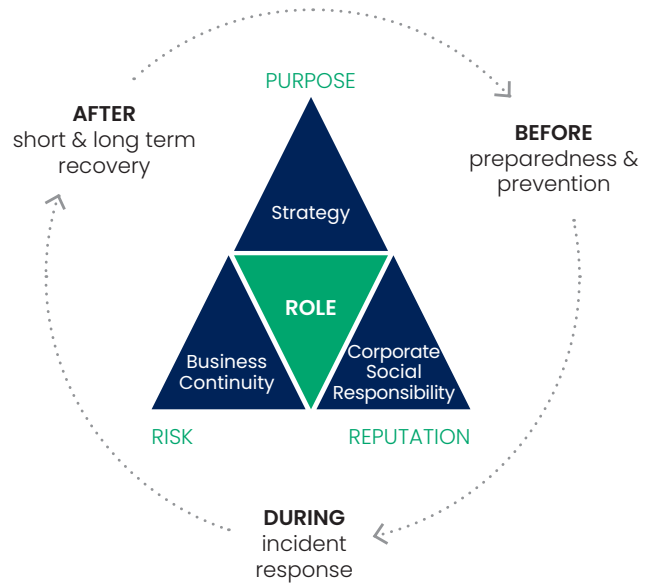 PURPOSE
AFTER
short & long term
recovery
BEFORE
preparedness &
prevention
Strategy
ROLE
Business
Continuity
Corporate
Social
Responsibility
RISK
REPUTATION
DURING
incident
response